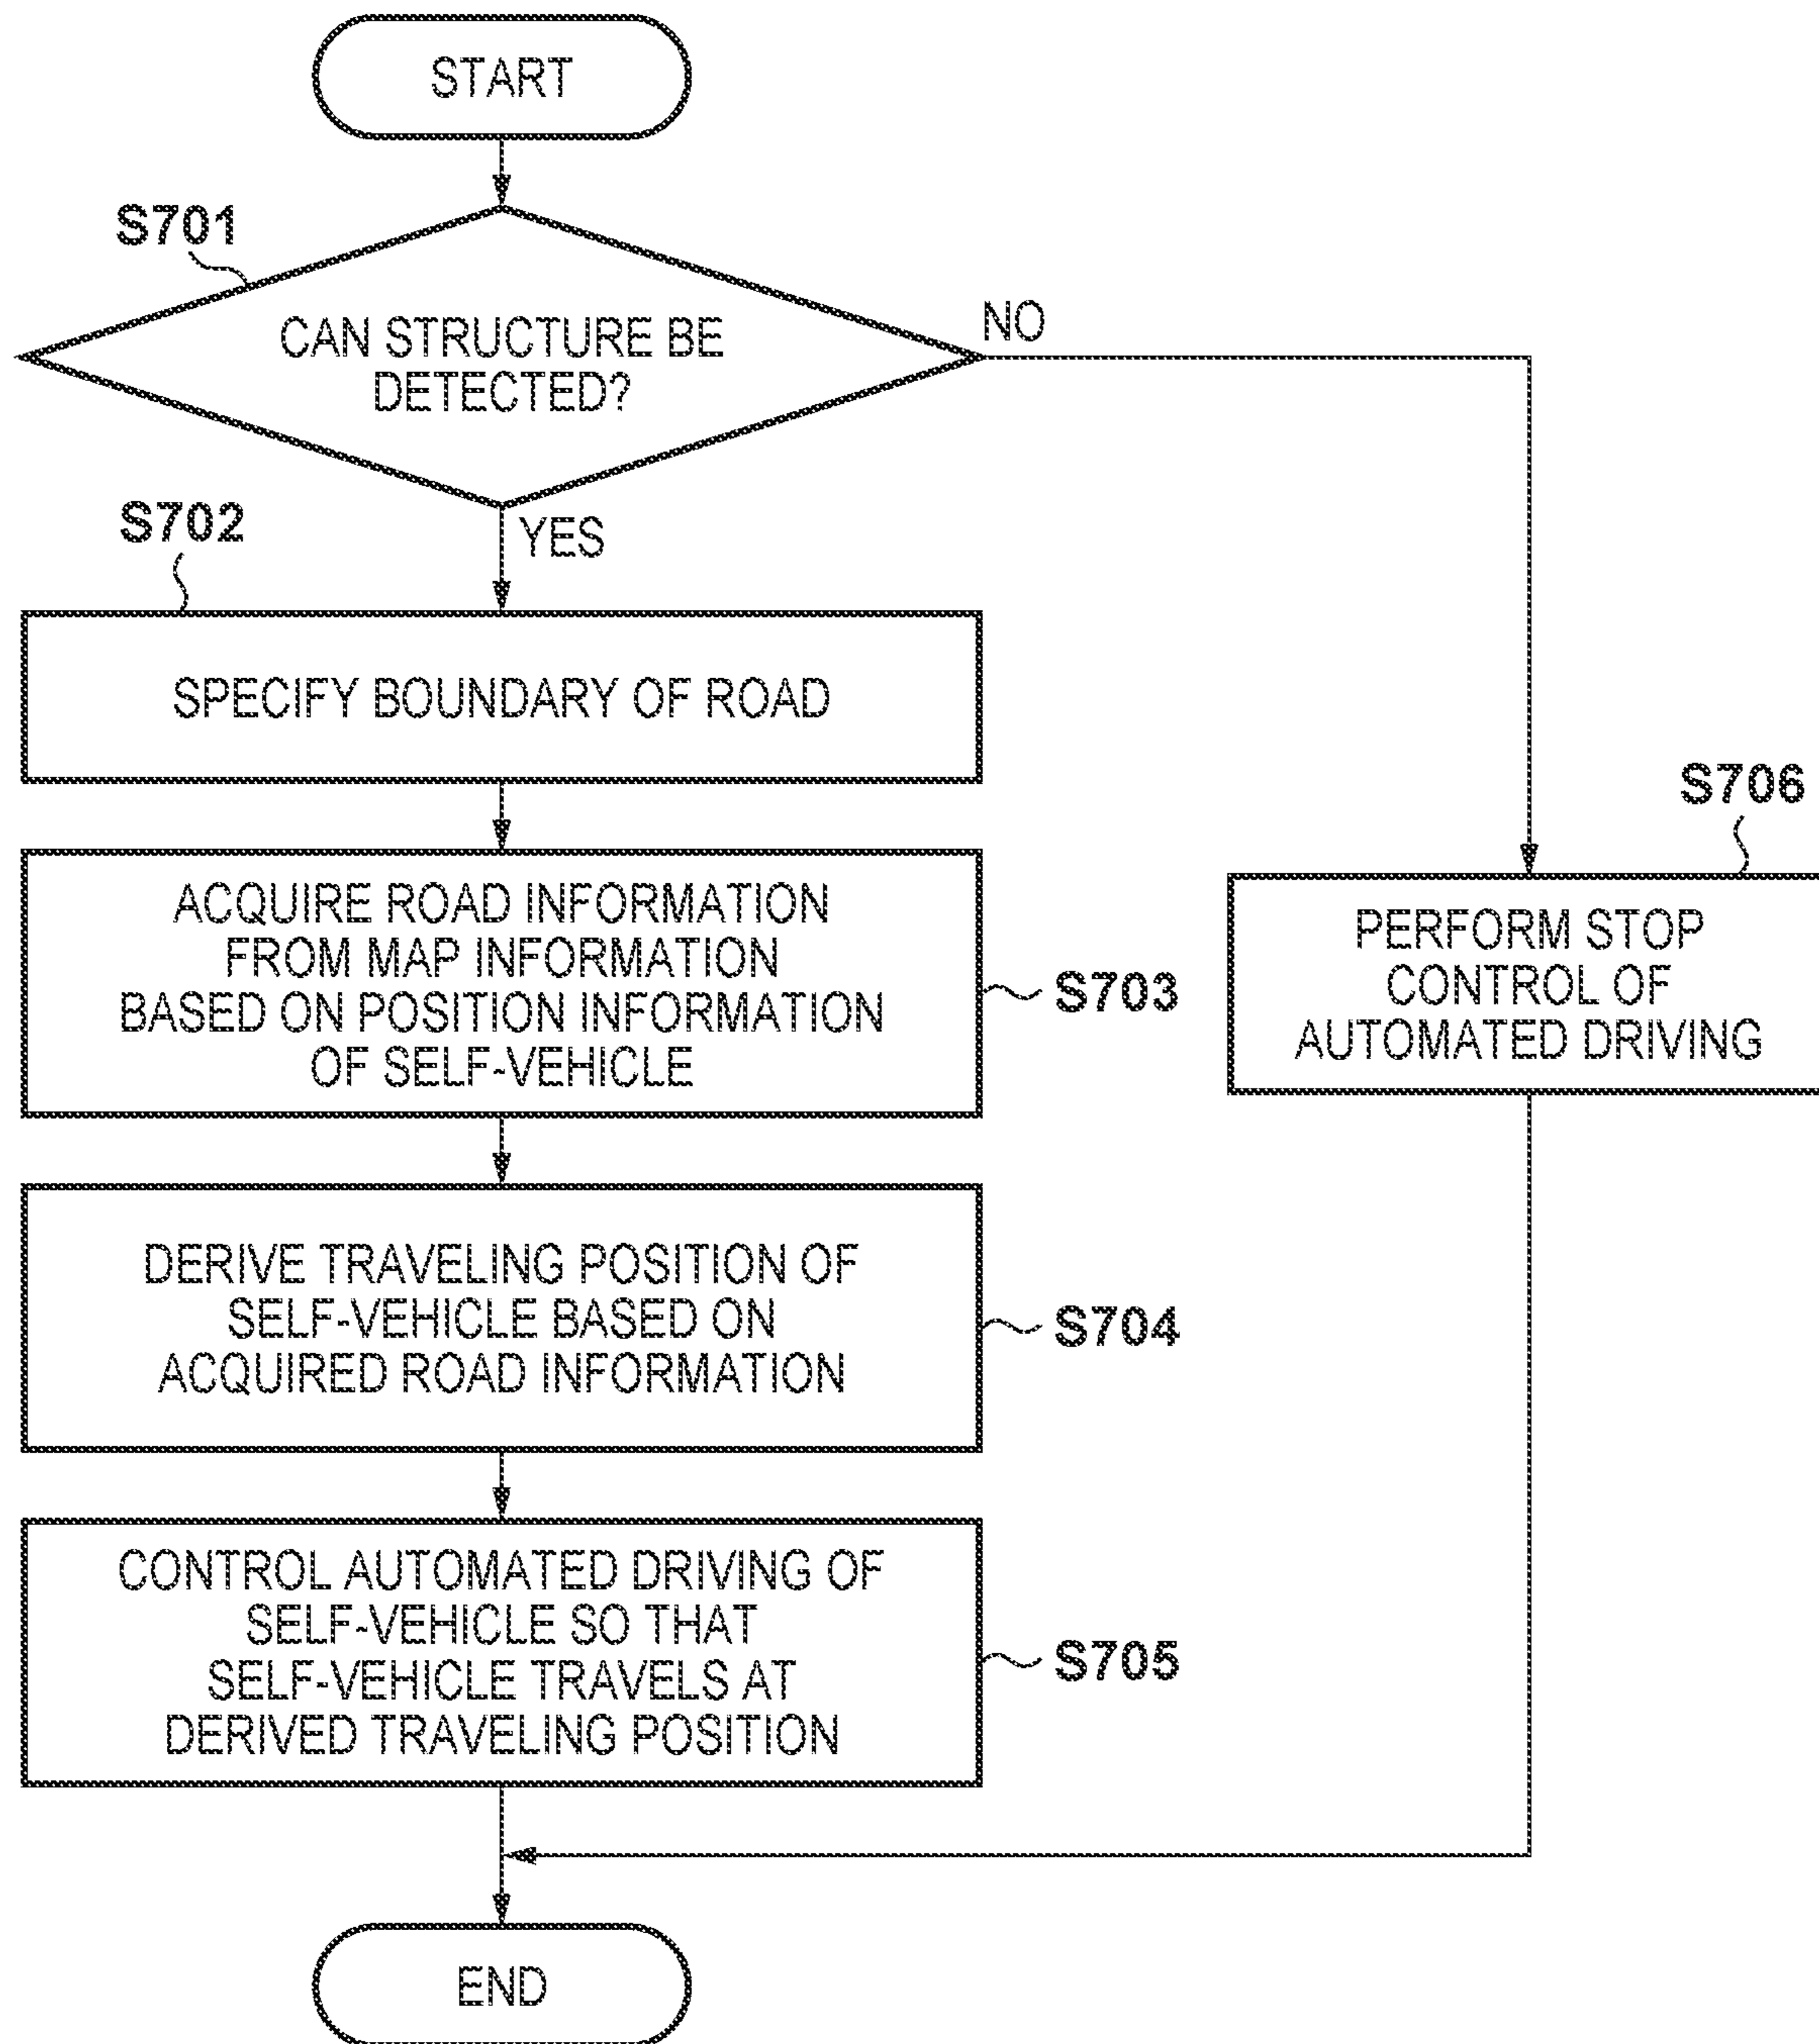 START
S701
CAN STRUCTURE BE
DETECTED?
NO
YES
S702
SPECIFY BOUNDARY OF ROAD
ACQUIRE ROAD INFORMATION
FROM MAP INFORMATION
BASED ON POSITION INFORMATION
OF SELF-VEHICLE
S703
S706
PERFORM STOP
CONTROL OF
AUTOMATED DRIVING
DERIVE TRAVELING POSITION OF
SELF-VEHICLE BASED ON
ACQUIRED ROAD INFORMATION
S704
CONTROL AUTOMATED DRIVING OF
SELF-VEHICLE SO THAT
SELF-VEHICLE TRAVELS AT
DERIVED TRAVELING POSITION
S705
END